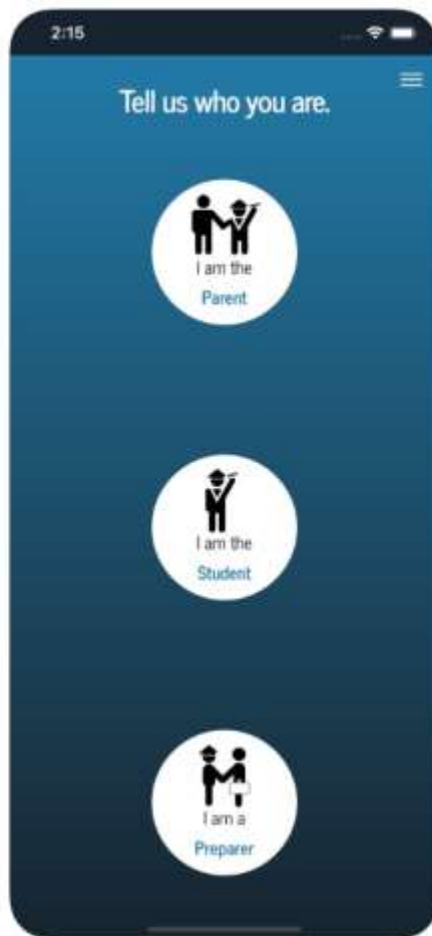 2:15
Tell us who you are.
I am the
Parent
I am the
Student
I am a
Preparer